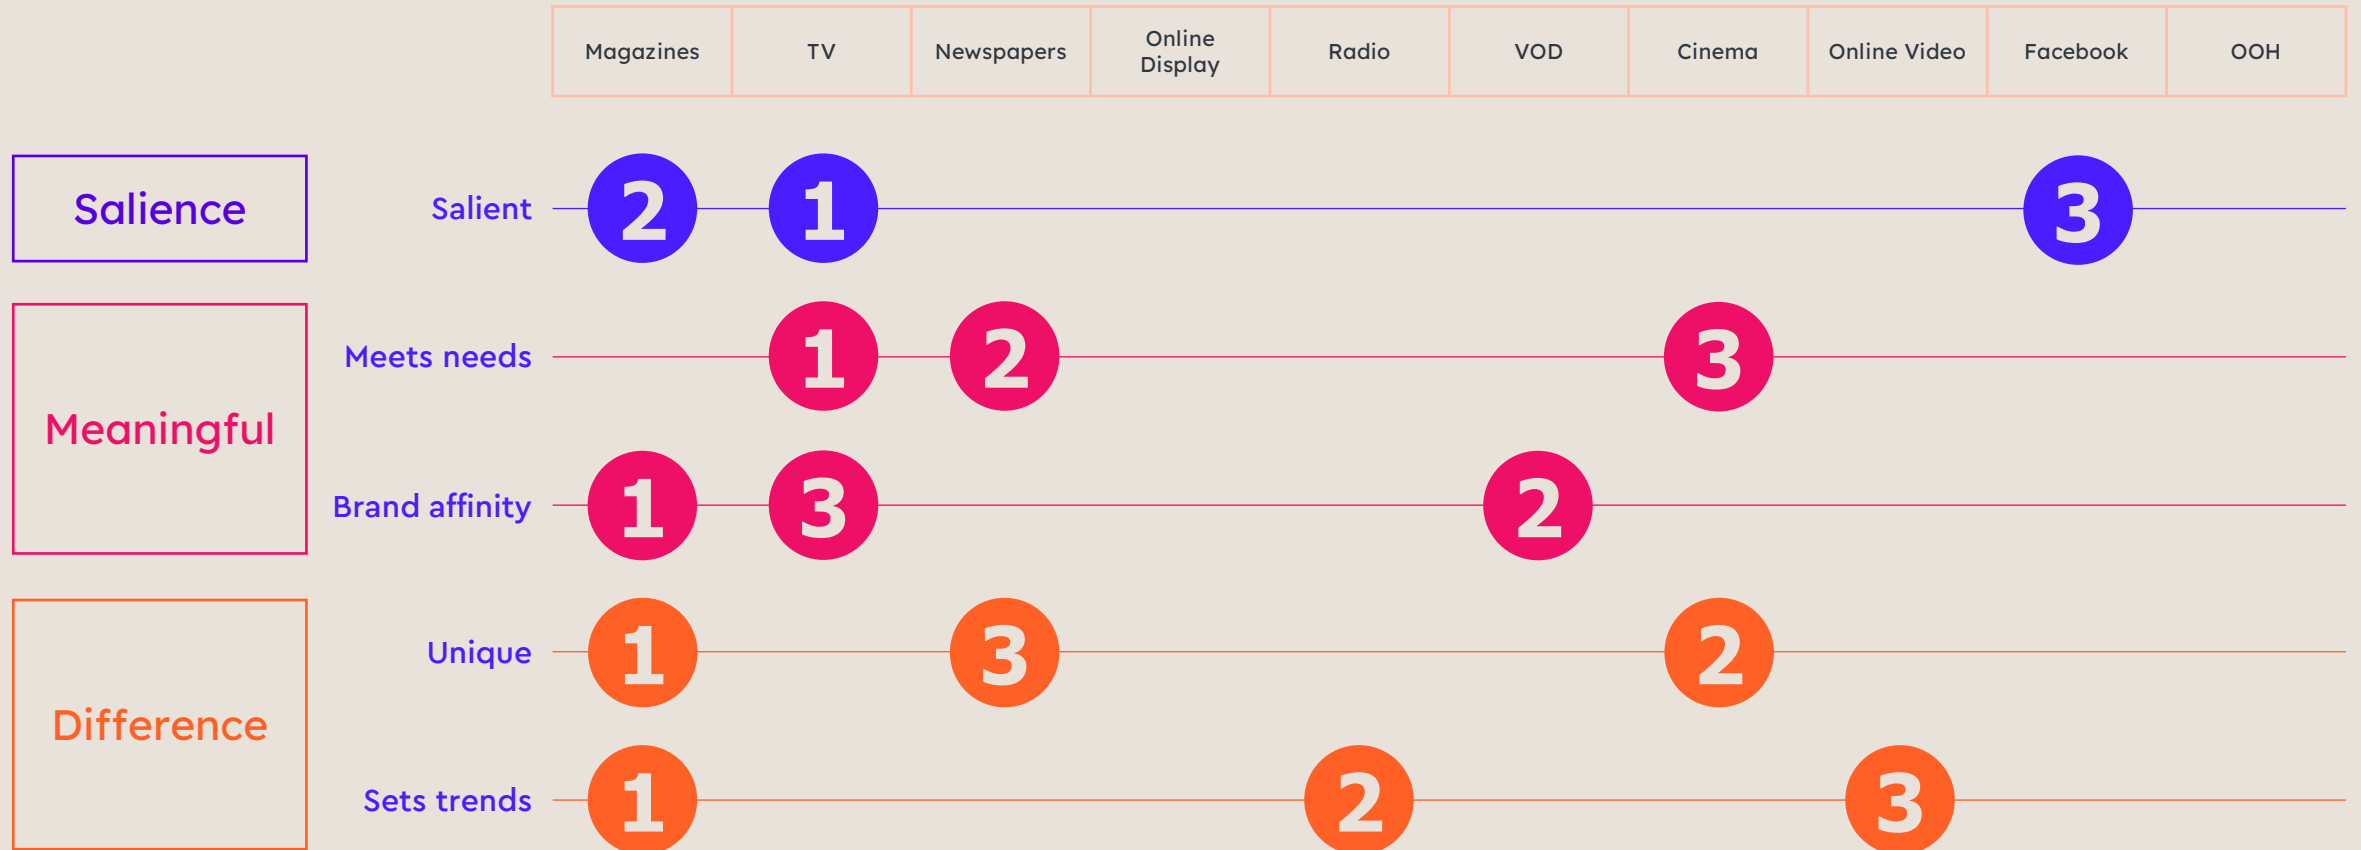 Magazines
TV
Newspapers
Online
Display
Radio
VOD
Cinema
Online Video
Facebook
OOH
Salience
Salient
2
1
3
Meaningful
Meets needs
1
2
3
Brand affinity
1
3
2
Difference
Unique
1
3
2
Sets trends
1
2
3